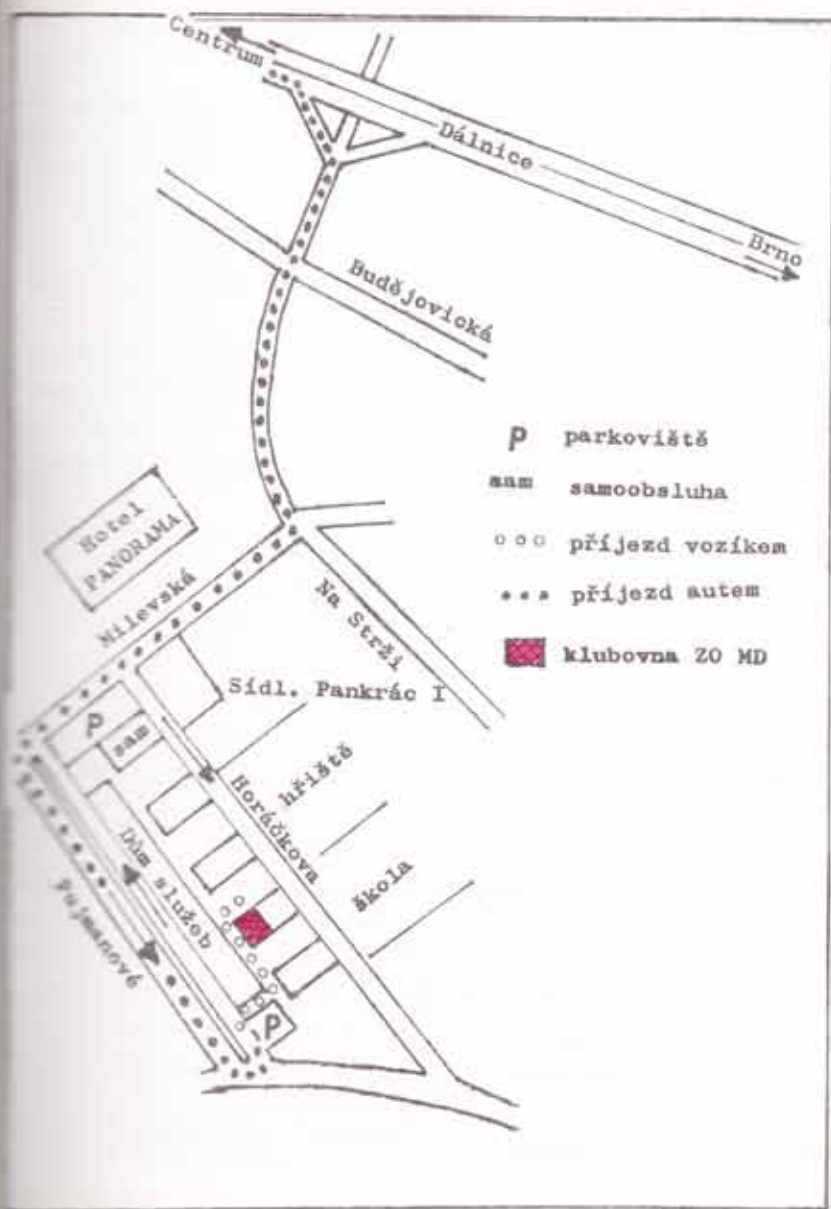 Centrum
Dálnice
Brno
Budějovická
P parkoviště
sam samoobsluha
příjezd vozíkem
příjezd autem
klubovna ZO MD
Hotel
PANORAMA
Milevská
Na Strži
Sídl. Pankrác I
P
sam
Horáčkova
hřiště
škola
Dům služeb
Pujmanové
P